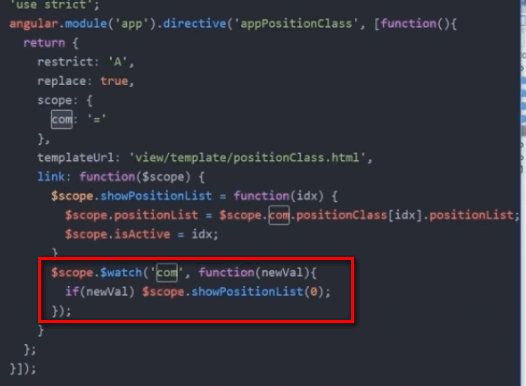 'use strict';
angular.module('app').directive('appPositionClass', [function(){
  return {
    restrict: 'A',
    replace: true,
    scope: {
      com: '='
    },
    templateUrl: 'view/template/positionClass.html',
    link: function($scope) {
      $scope.showPositionList = function(idx) {
        $scope.positionList = $scope.com.positionClass[idx].positionList;
        $scope.isActive = idx;
      }
      $scope.$watch('com', function(newVal){
        if(newVal) $scope.showPositionList(0);
      });
    }
  };
}]);